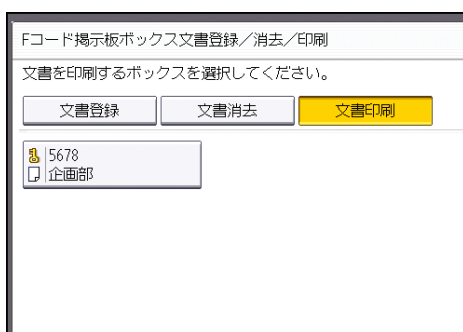 Fコード掲示板ボックス文書登録／消去／印刷
文書を印刷するボックスを選択してください。
文書登録 文書消去 文書印刷
5678
企画部